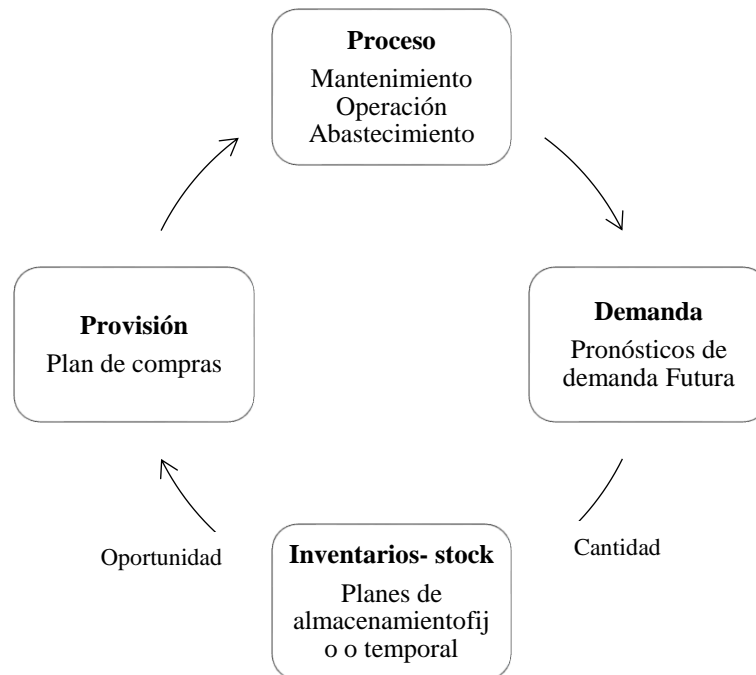 Proceso
Mantenimiento
Operación
Abastecimiento
Provisión
Plan de compras
Demanda
Pronósticos de
demanda Futura
Oportunidad
Inventarios- stock
Planes de
almacenamientofij
o o temporal
Cantidad